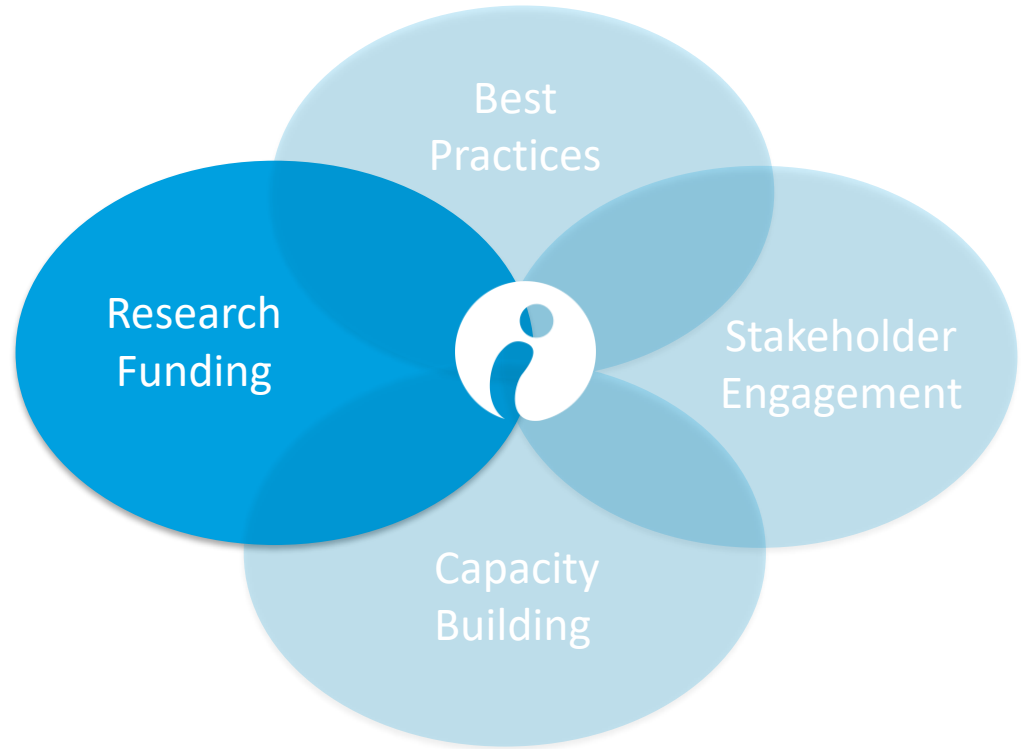 Best
Practices
Research
Funding
Stakeholder
Engagement
Capacity
Building